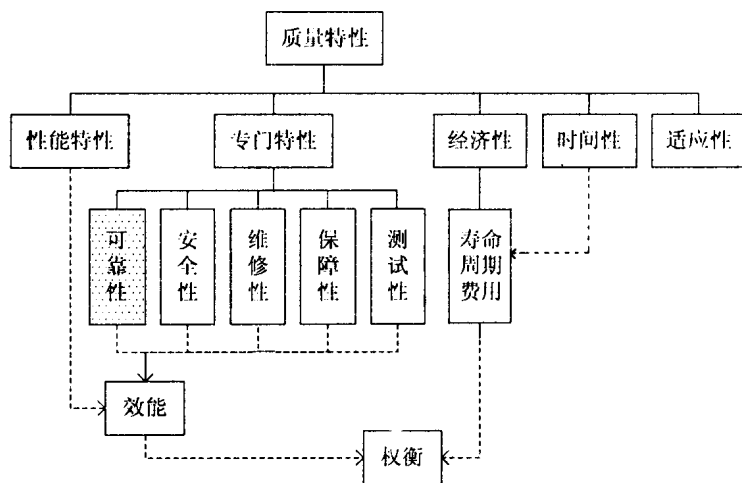 质量特性
性能特性
专门特性
经济性
时间性
适应性
可靠性
安全性
维修性
保障性
测试性
寿命
周期
费用
效能
权衡